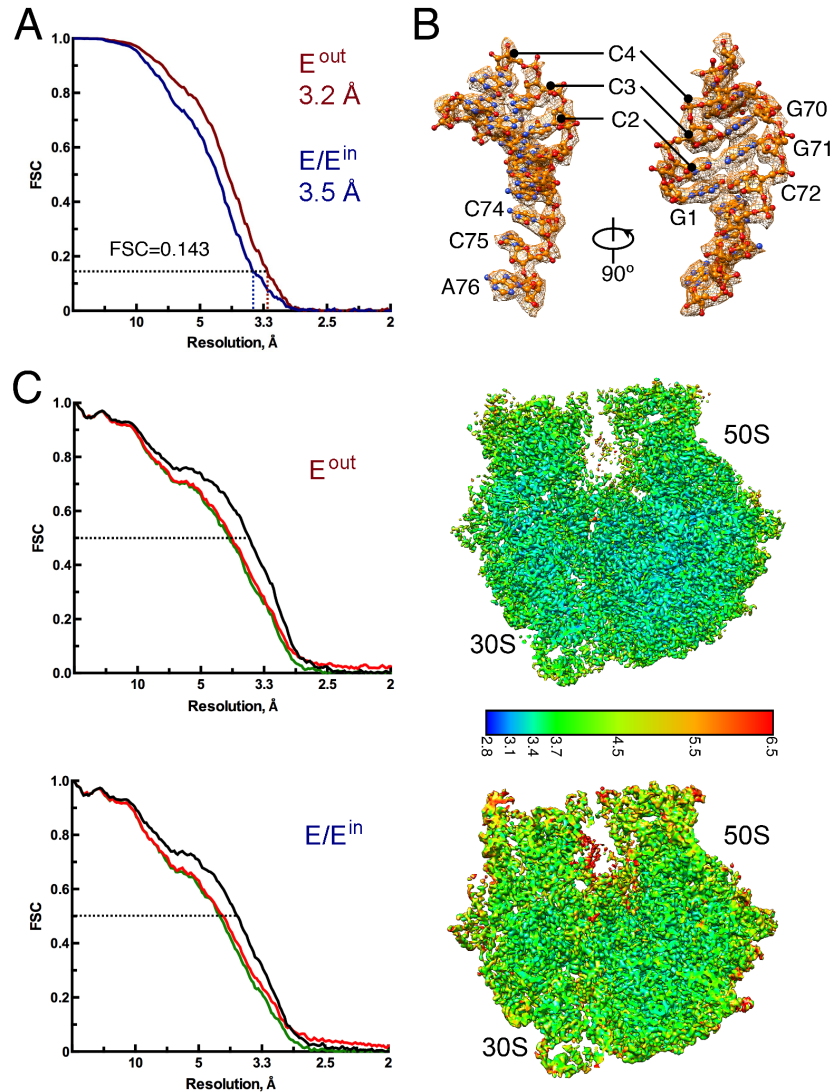 A
1.0
0.8
0.6
0.4
0.2
0
FSC
10
5
3.3
2.5
2
Resolution, Å
E^out
3.2 Å
E/E^in
3.5 Å
FSC=0.143
B
C4
C3
C2
G70
G71
C72
G1
C74
C75
A76
90º
C
1.0
0.8
0.6
0.4
0.2
0.0
FSC
10
5
3.3
2.5
2
Resolution, Å
E^out
50S
30S
2.8
3.1
3.4
3.7
4.5
5.5
6.5
1.0
0.8
0.6
0.4
0.2
0
FSC
10
5
3.3
2.5
2
Resolution, Å
E/E^in
50S
30S